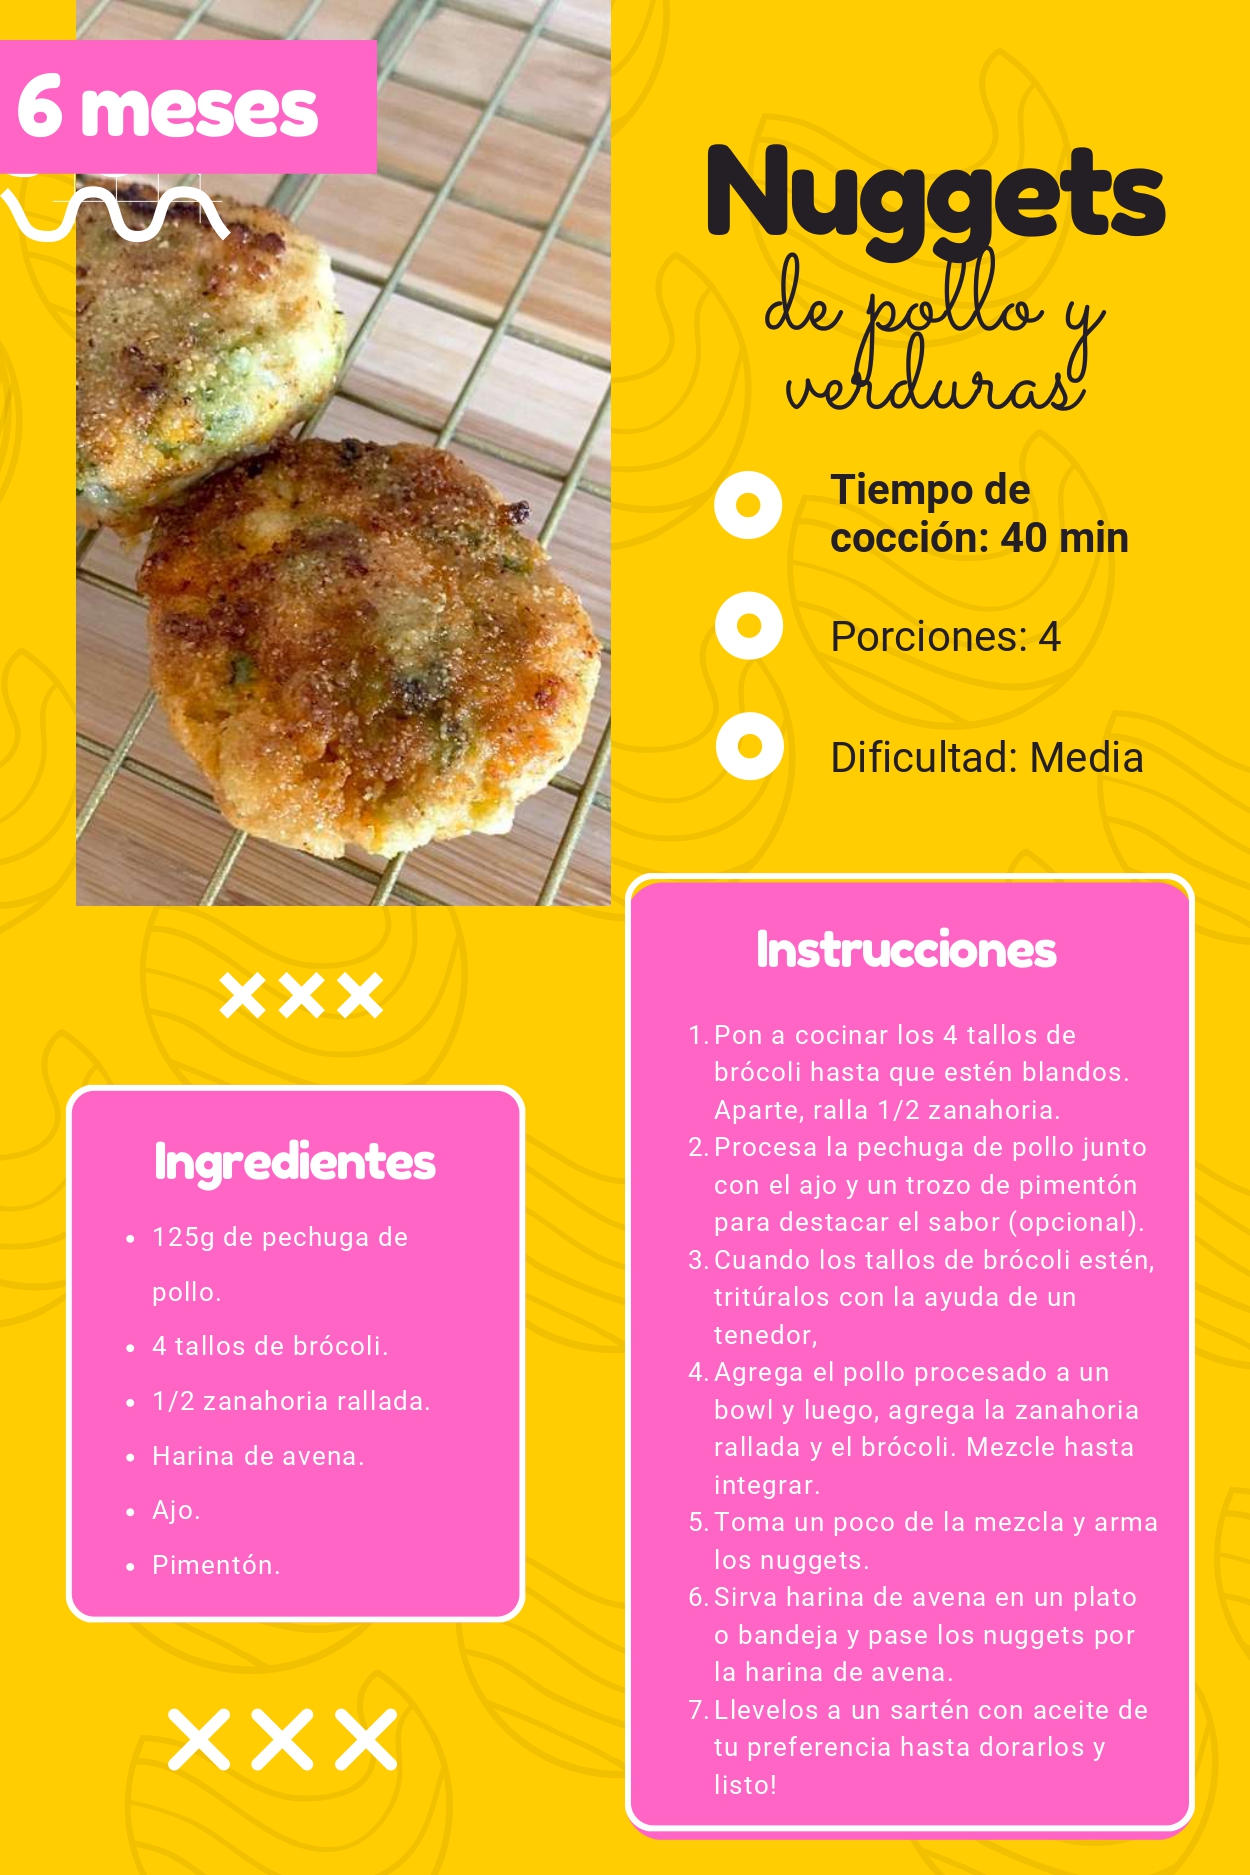 6 meses
Nuggets
de pollo y
verduras
Tiempo de
cocción: 40 min
Porciones: 4
Dificultad: Media
Ingredientes
• 125g de pechuga de
pollo.
• 4 tallos de brócoli.
• 1/2 zanahoria rallada.
• Harina de avena.
• Ajo.
• Pimentón.
Instrucciones
1. Pon a cocinar los 4 tallos de
brócoli hasta que estén blandos.
Aparte, ralla 1/2 zanahoria.
2. Procesa la pechuga de pollo junto
con el ajo y un trozo de pimentón
para destacar el sabor (opcional).
3. Cuando los tallos de brócoli estén,
tritúralos con la ayuda de un
tenedor,
4. Agrega el pollo procesado a un
bowl y luego, agrega la zanahoria
rallada y el brócoli. Mezcle hasta
integrar.
5. Toma un poco de la mezcla y arma
los nuggets.
6. Sirva harina de avena en un plato
o bandeja y pase los nuggets por
la harina de avena.
7. Llevelos a un sartén con aceite de
tu preferencia hasta dorarlos y
listo!